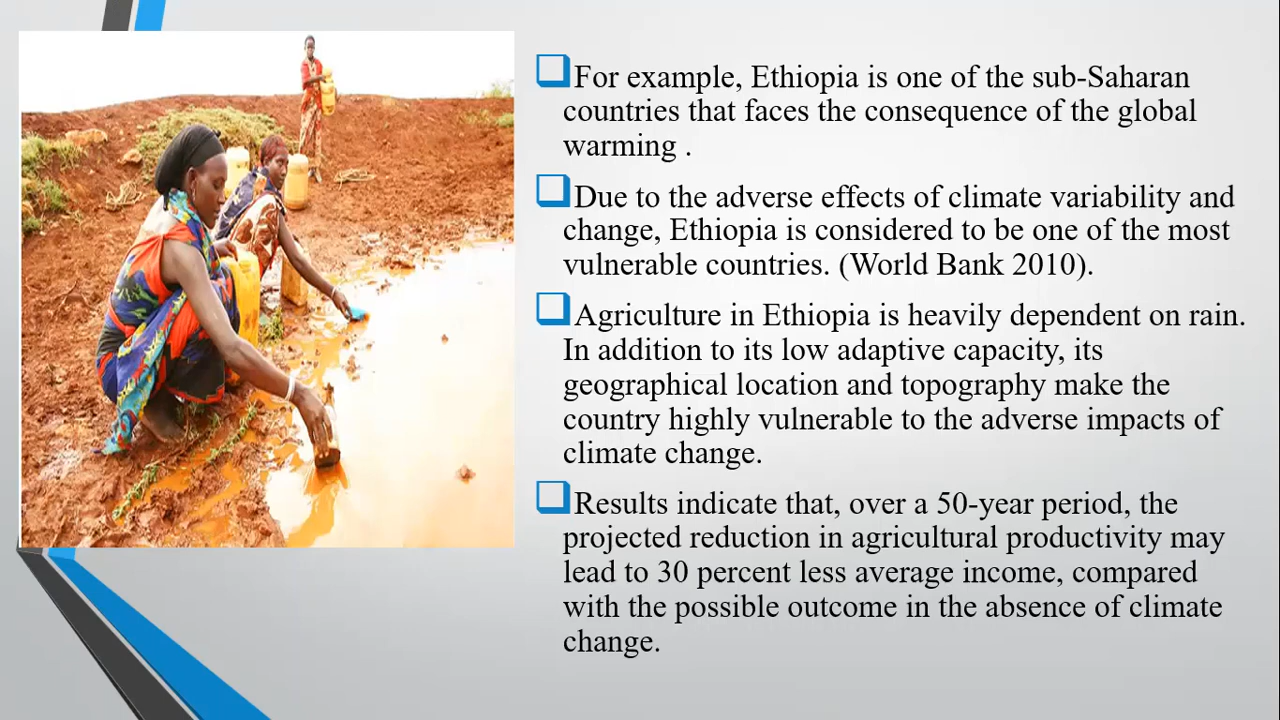 For example, Ethiopia is one of the sub-Saharan
countries that faces the consequence of the global
warming .
Due to the adverse effects of climate variability and
change, Ethiopia is considered to be one of the most
vulnerable countries. (World Bank 2010).
Agriculture in Ethiopia is heavily dependent on rain.
In addition to its low adaptive capacity, its
geographical location and topography make the
country highly vulnerable to the adverse impacts of
climate change.
Results indicate that, over a 50-year period, the
projected reduction in agricultural productivity may
lead to 30 percent less average income, compared
with the possible outcome in the absence of climate
change.